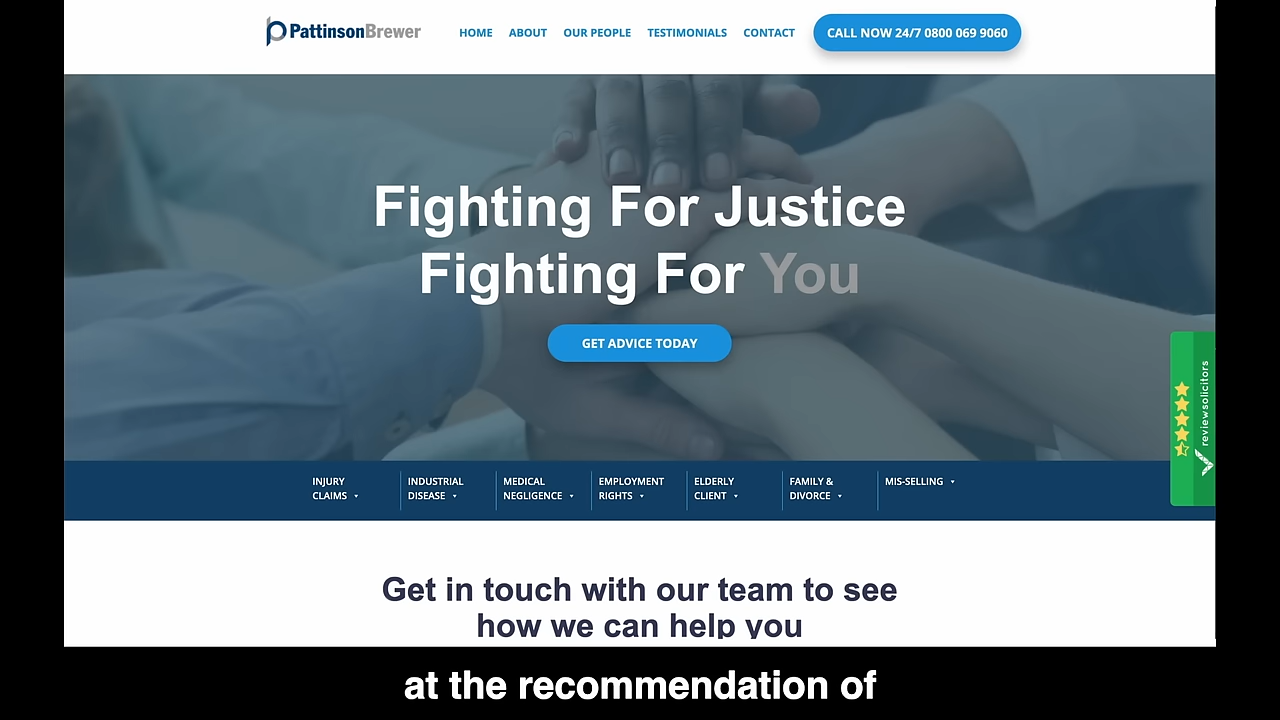 PattinsonBrewer
HOME ABOUT OUR PEOPLE TESTIMONIALS CONTACT CALL NOW 24/7 0800 069 9060
Fighting For Justice
Fighting For You
GET ADVICE TODAY
reviewsolicitors
INJURY CLAIMS
INDUSTRIAL DISEASE
MEDICAL NEGLIGENCE
EMPLOYMENT RIGHTS
ELDERLY CLIENT
FAMILY & DIVORCE
MIS-SELLING
Get in touch with our team to see
how we can help you
at the recommendation of